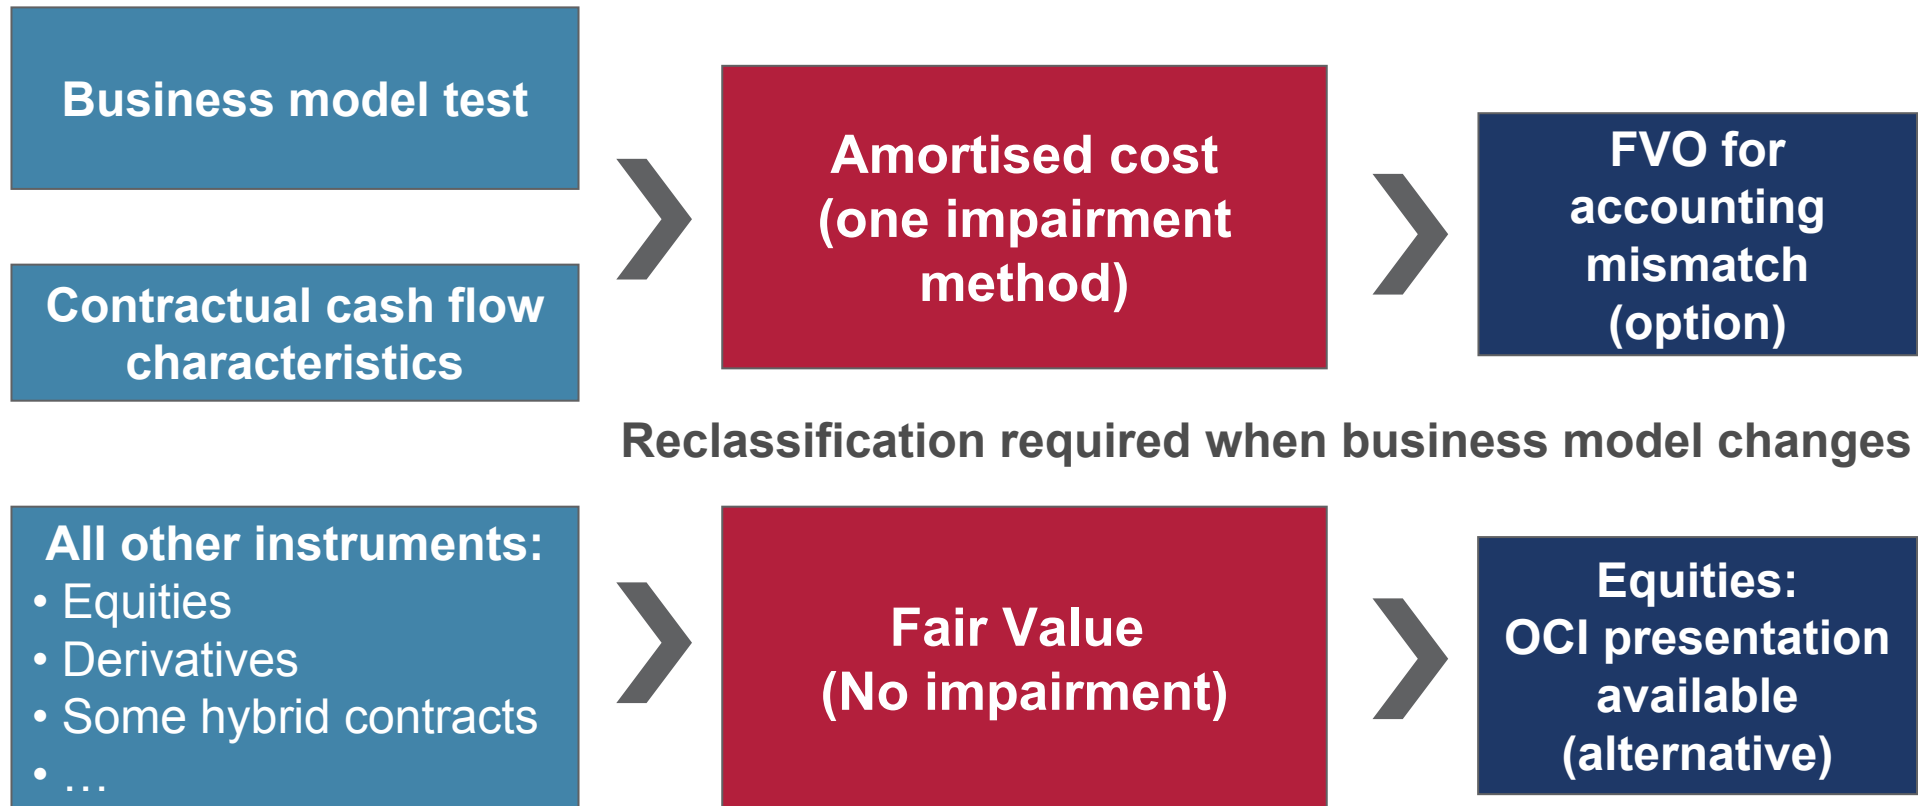 Business model test
Contractual cash flow
characteristics
Amortised cost
(one impairment
method)
FVO for
accounting
mismatch
(option)
Reclassification required when business model changes
All other instruments:
• Equities
• Derivatives
• Some hybrid contracts
• …
Fair Value
(No impairment)
Equities:
OCI presentation
available
(alternative)